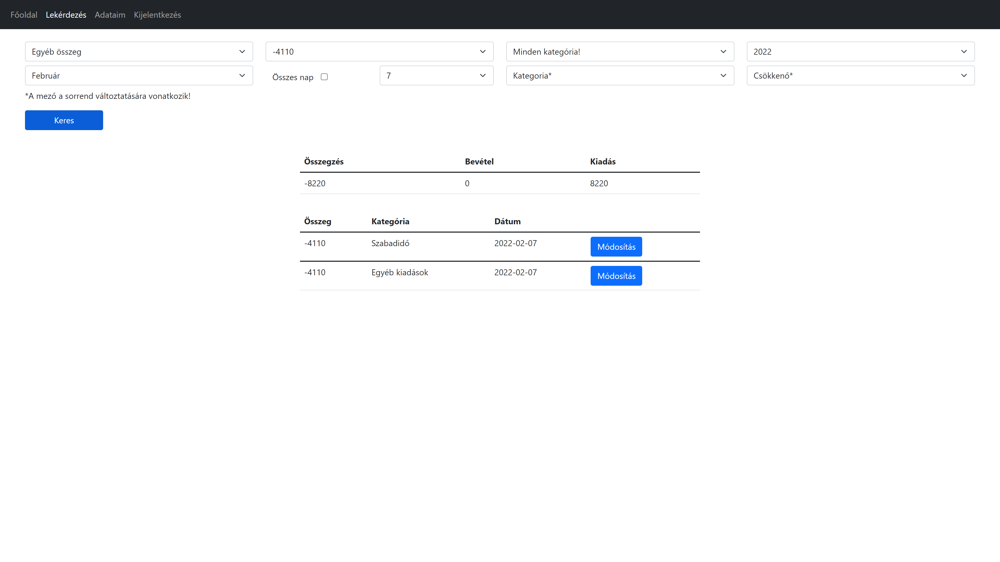 Főoldal Lekérdezés Adataim Kijelentkezés
Egyéb összeg -4110 Minden kategória! 2022
Február Összes nap 7 Kategoria* Csökkenő*
*A mező a sorrend változtatására vonatkozik!
Keres
Összegzés Bevétel Kiadás
-8220 0 8220
Összeg Kategória Dátum
-4110 Szabadidő 2022-02-07 Módosítás
-4110 Egyéb kiadások 2022-02-07 Módosítás